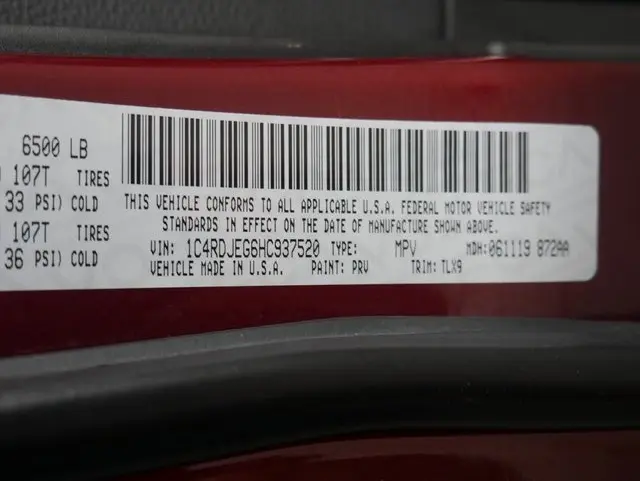 6500 LB
107T TIRES
33 PSI) COLD
107T TIRES
36 PSI) COLD
THIS VEHICLE CONFORMS TO ALL APPLICABLE U.S.A. FEDERAL MOTOR VEHICLE SAFETY
STANDARDS IN EFFECT ON THE DATE OF MANUFACTURE SHOWN ABOVE.
VIN: 1C4RDJEG6HC937520 TYPE: MPV MDH: 061119 872AA
VEHICLE MADE IN U.S.A. PAINT: PRV TRIM: TLX9